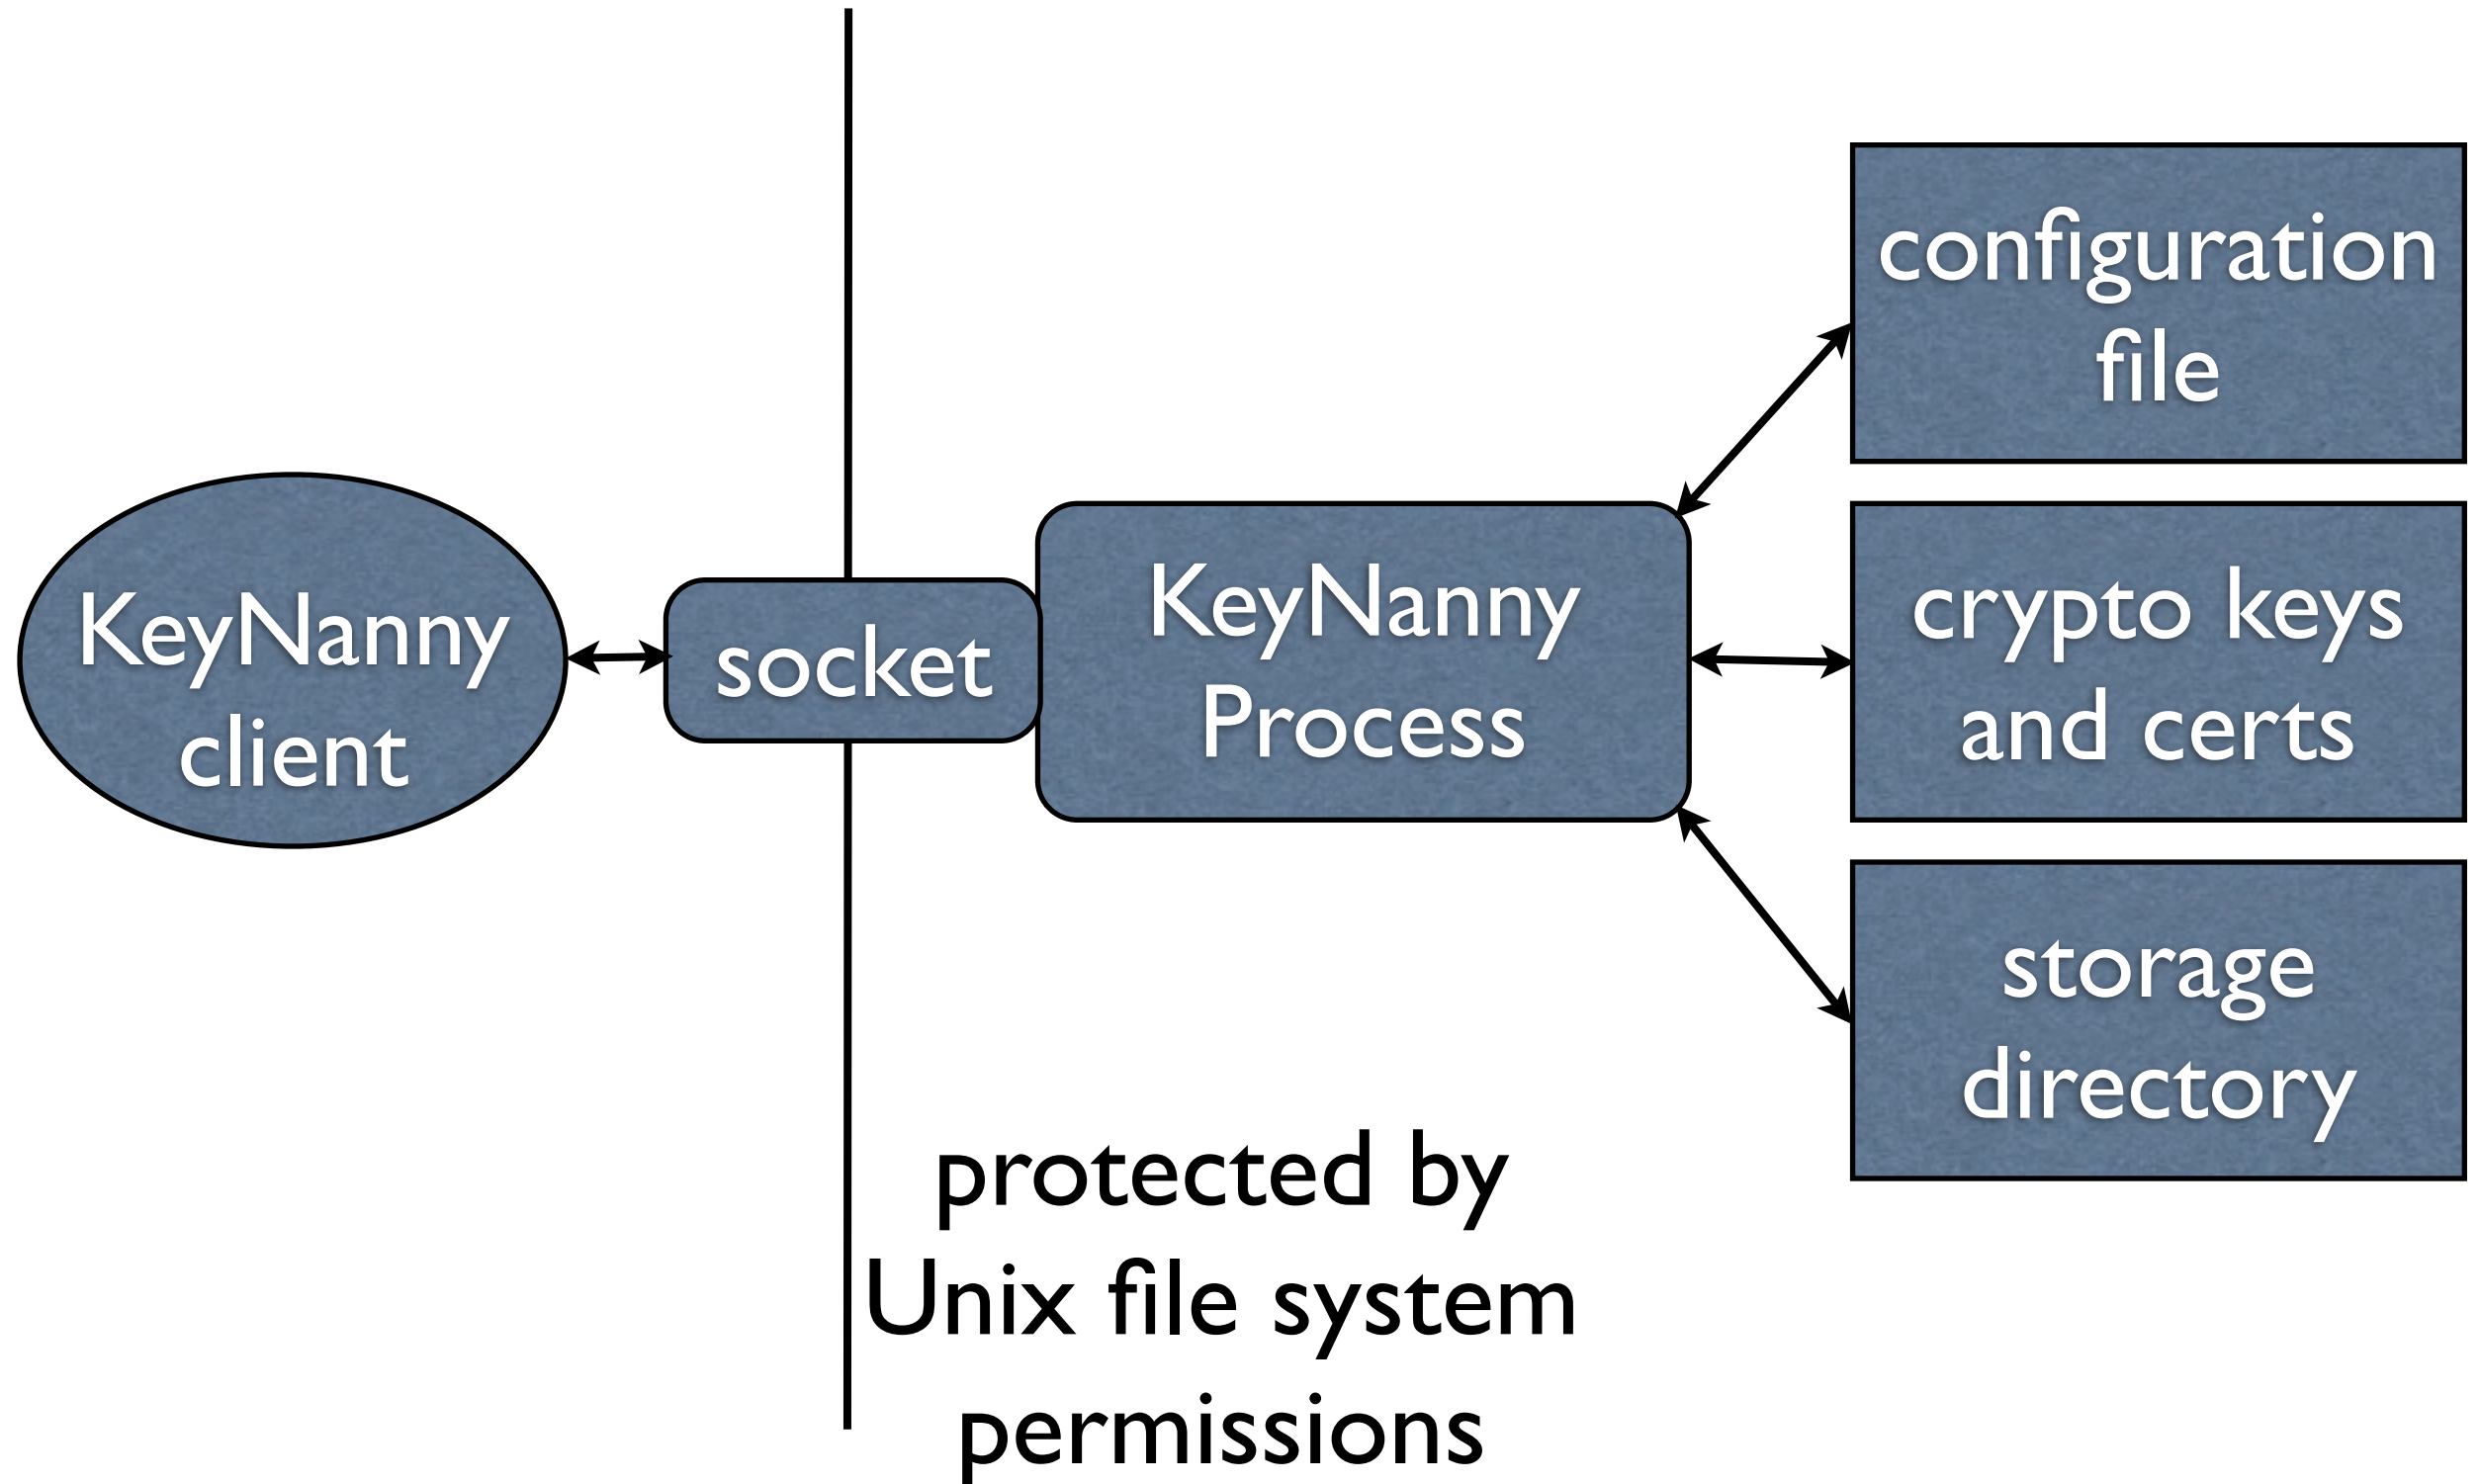 KeyNanny
client
socket
KeyNanny
Process
configuration
file
crypto keys
and certs
storage
directory
protected by
Unix file system
permissions